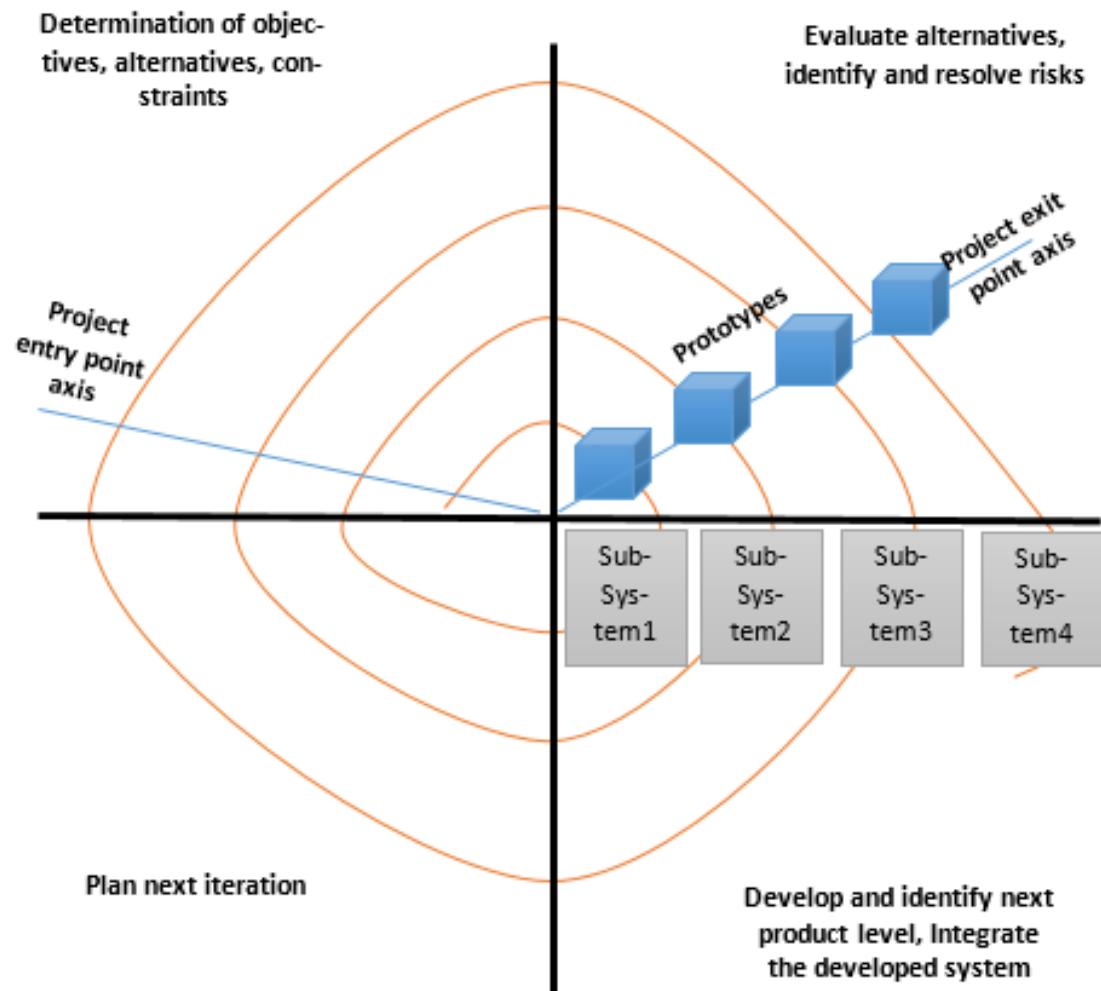 Determination of objec-
tives, alternatives, con-
straints
Evaluate alternatives,
identify and resolve risks
Project
entry point
axis
Prototypes
Project exit
point axis
Sub-
Sys-
tem1
Sub-
Sys-
tem2
Sub-
Sys-
tem3
Sub-
Sys-
tem4
Plan next iteration
Develop and identify next
product level, Integrate
the developed system